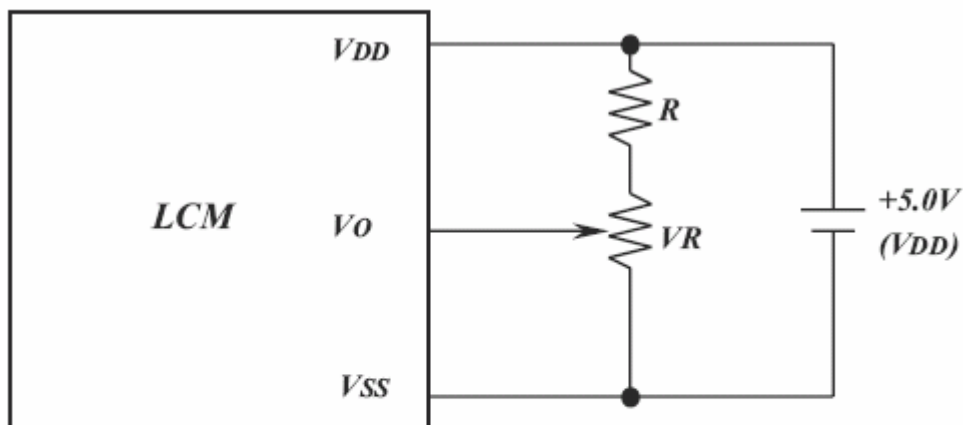 VDD
R
LCM
VO
VR
+5.0V
(VDD)
VSS